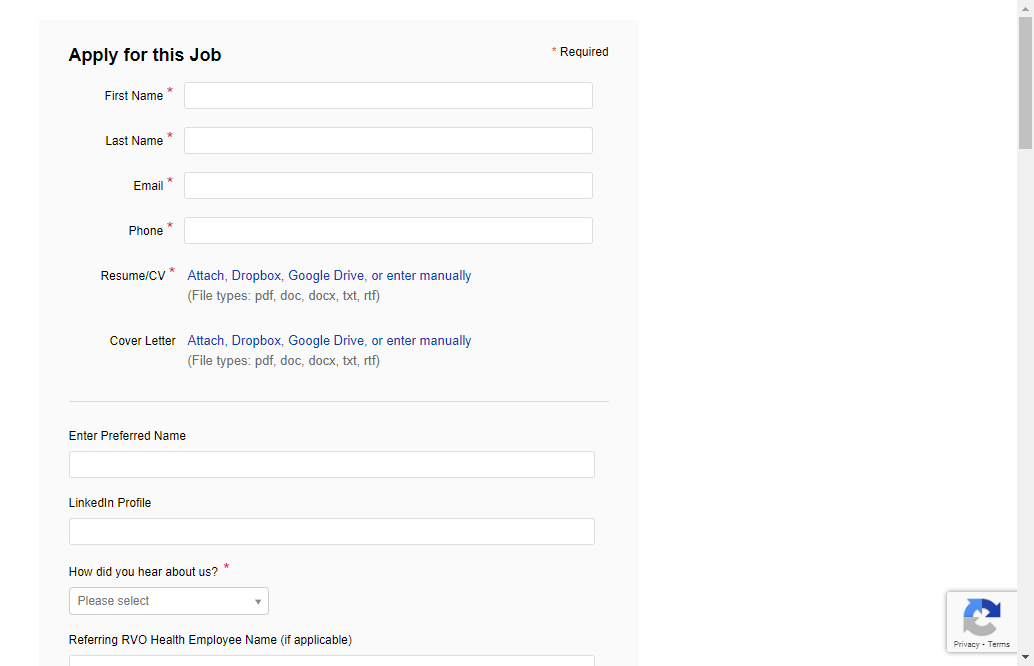 Apply for this Job
* Required
First Name *
Last Name *
Email *
Phone *
Resume/CV * Attach, Dropbox, Google Drive, or enter manually
(File types: pdf, doc, docx, txt, rtf)
Cover Letter Attach, Dropbox, Google Drive, or enter manually
(File types: pdf, doc, docx, txt, rtf)
Enter Preferred Name
LinkedIn Profile
How did you hear about us? *
Please select
Referring RVO Health Employee Name (if applicable)
Privacy - Terms